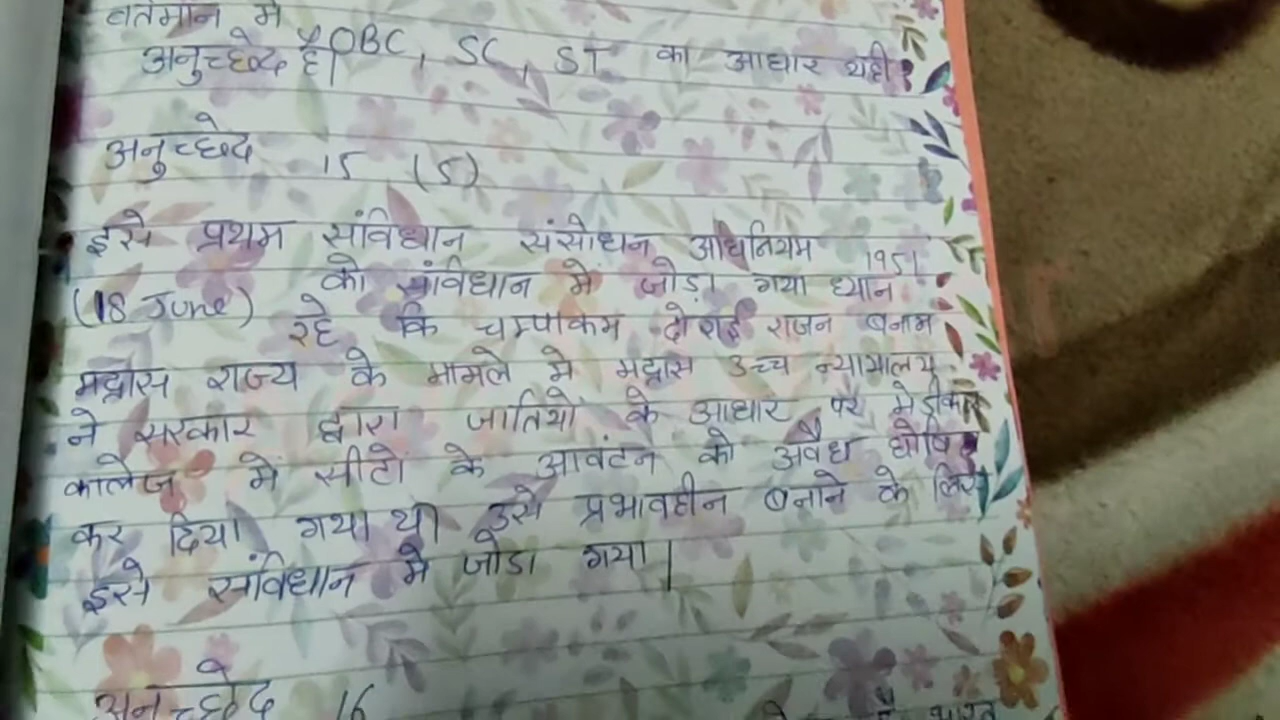 वर्तमान मे
अनुच्छेद है। OBC, SC, ST का आधार यही
अनुच्छेद 15 (5)
इसे प्रथम संविधान संसोधन अधिनियम 1951
(18 June) को संविधान में जोड़ा गया ध्यान
रहे कि चम्पाकम दोराई राजन बनाम
मद्रास राज्य के मामले मे मद्रास उच्च न्यायालय
ने सरकार द्वारा जातियों के आधार पर मेडीकल
कालेज में सीटों के आवंटन को अवैध घोषित
कर दिया गया था इसे प्रभावहीन बनाने के लिए
इसे संविधान मे जोडा गया।
अनुच्छेद 16